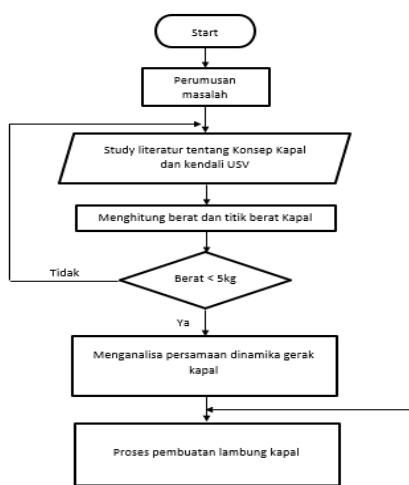 Start
Perumusan
masalah
Study literatur tentang Konsep Kapal
dan kendali USV
Menghitung berat dan titik berat Kapal
Tidak
Berat < 5kg
Ya
Menganalisa persamaan dinamika gerak
kapal
Proses pembuatan lambung kapal